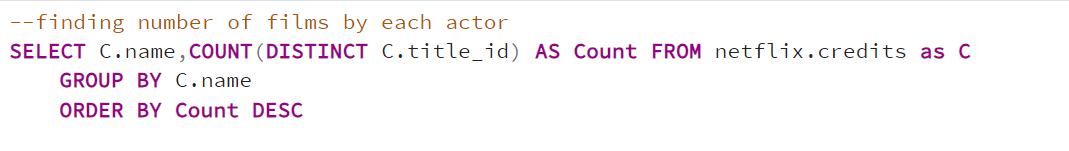 --finding number of films by each actor
SELECT C.name,COUNT(DISTINCT C.title_id) AS Count FROM netflix.credits as C
GROUP BY C.name
ORDER BY Count DESC